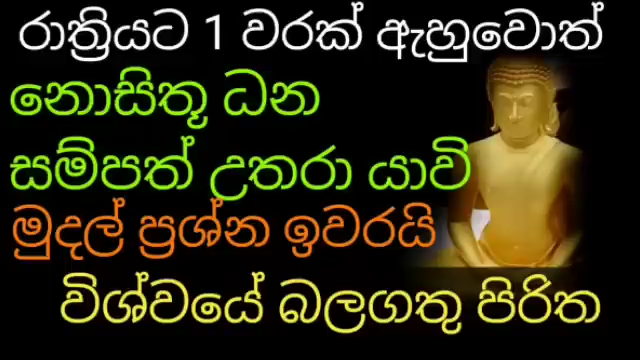 රාත්‍රියට 1 වරක් ඇහුවොත්
නොසිතූ ධන
සම්පත් උතරා යාවි
මුදල් ප්‍රශ්න ඉවරයි
විශ්වයේ බලගතු පිරිත